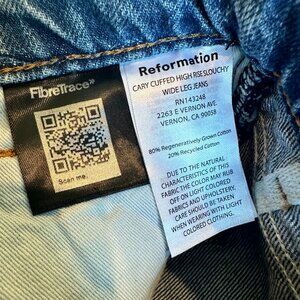 FibreTrace
Scan me.
Reformation
CARY CUFFED HIGH RISE SLOUCHY
WIDE LEG JEANS
RN143248
2263 E VERNON AVE
VERNON, CA 90058
80% Regeneratively Grown Cotton
20% Recycled Cotton
DUE TO THE NATURAL
CHARACTERISTICS OF THIS
FABRIC THE COLOR MAY RUB
OFF ON LIGHT COLORED
FABRICS AND UPHOLSTERY.
CARE SHOULD BE TAKEN
WHEN WEARING WITH LIGHT
COLORED CLOTHING.